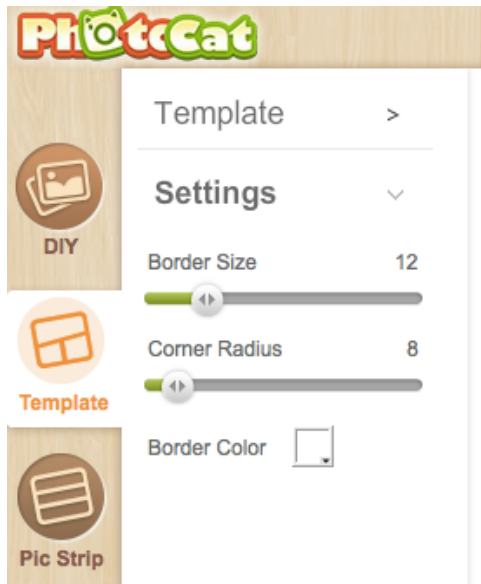 PhotoCat
Template >
Settings
DIY
Border Size 12
Corner Radius 8
Template
Border Color
Pic Strip